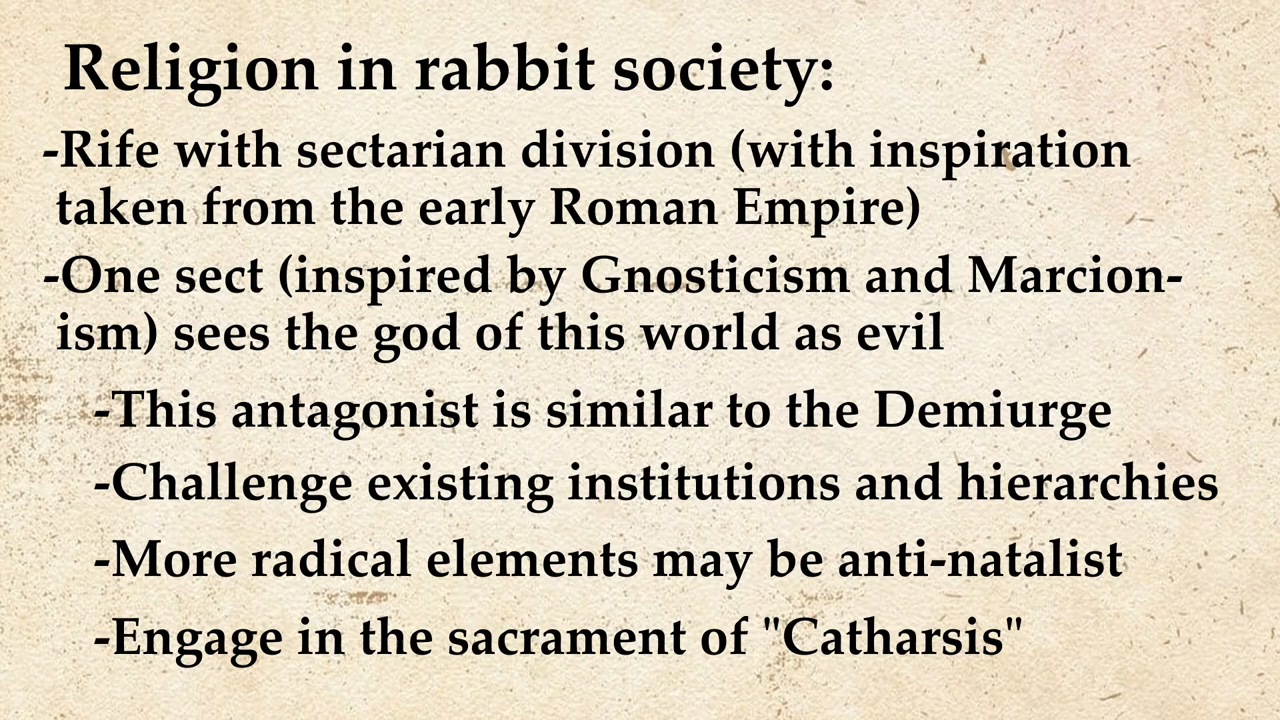 Religion in rabbit society:
-Rife with sectarian division (with inspiration
taken from the early Roman Empire)
-One sect (inspired by Gnosticism and Marcion-
ism) sees the god of this world as evil
-This antagonist is similar to the Demiurge
-Challenge existing institutions and hierarchies
-More radical elements may be anti-natalist
-Engage in the sacrament of "Catharsis"